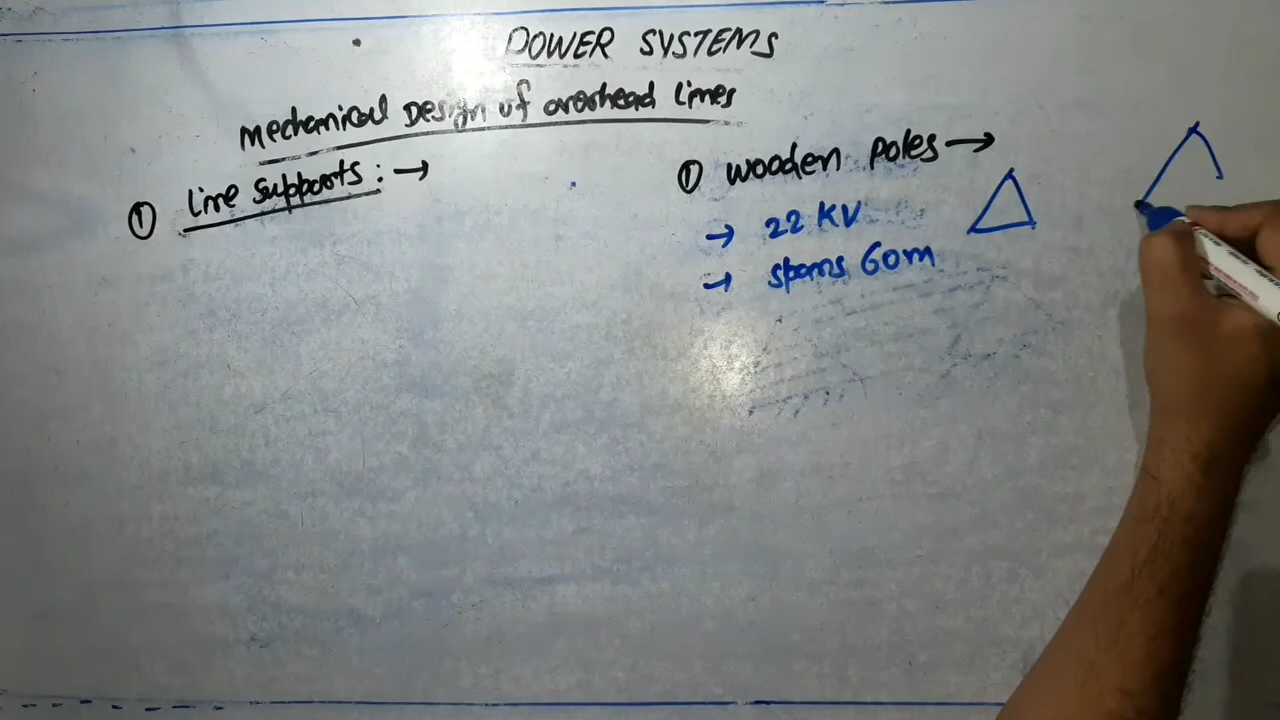 POWER SYSTEMS
Mechanical Design of overhead lines
① Line supports : →
① wooden poles →
→ 22 KV
→ spans 60m